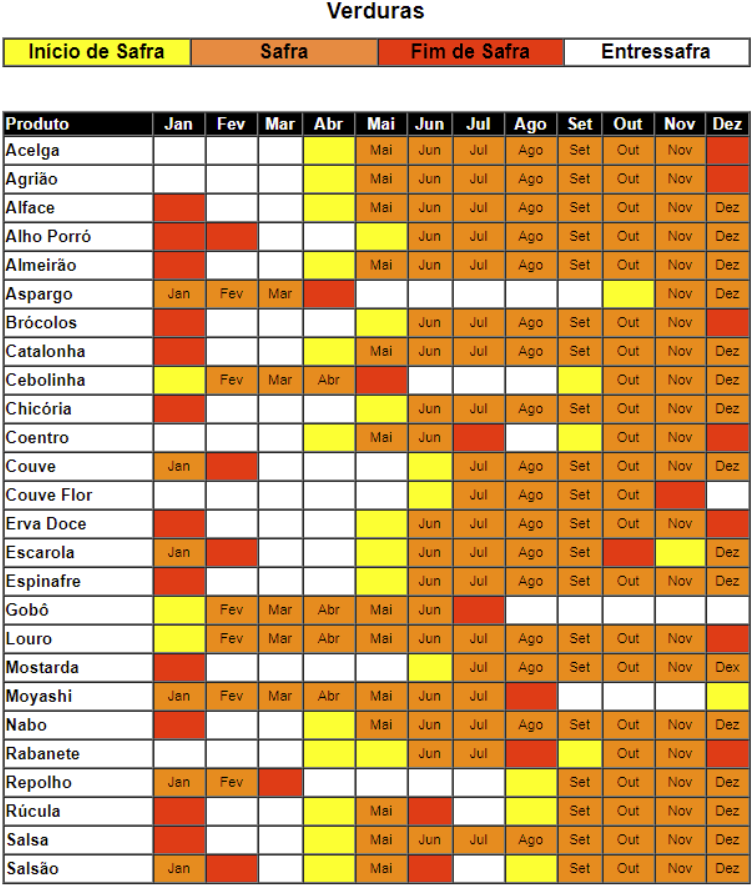 Verduras
Início de Safra Safra Fim de Safra Entressafra
Produto Jan Fev Mar Abr Mai Jun Jul Ago Set Out Nov Dez
Acelga Mai Jun Jul Ago Set Out Nov
Agrião Mai Jun Jul Ago Set Out Nov
Alface Mai Jun Jul Ago Set Out Nov Dez
Alho Porró Jun Jul Ago Set Out Nov Dez
Almeirão Mai Jun Jul Ago Set Out Nov Dez
Aspargo Jan Fev Mar Nov Dez
Brócolos Jun Jul Ago Set Out Nov
Catalonha Mai Jun Jul Ago Set Out Nov Dez
Cebolinha Fev Mar Abr Out Nov Dez
Chicória Jun Jul Ago Set Out Nov Dez
Coentro Mai Jun Out Nov
Couve Jan Jul Ago Set Out Nov Dez
Couve Flor Jul Ago Set Out
Erva Doce Jun Jul Ago Set Out Nov
Escarola Jan Jun Jul Ago Set Dez
Espinafre Jun Jul Ago Set Out Nov Dez
Gobô Fev Mar Abr Mai Jun
Louro Fev Mar Abr Mai Jun Jul Ago Set Out Nov
Mostarda Jul Ago Set Out Nov Dex
Moyashi Jan Fev Mar Abr Mai Jun Jul
Nabo Mai Jun Jul Ago Set Out Nov Dez
Rabanete Jun Jul Out Nov
Repolho Jan Fev Set Out Nov Dez
Rúcula Mai Set Out Nov Dez
Salsa Mai Jun Jul Ago Set Out Nov Dez
Salsão Jan Mai Set Out Nov Dez